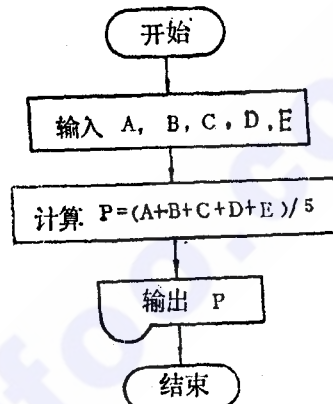 开始
输入 A, B, C, D, E
计算 P=(A+B+C+D+E)/5
输出 P
结束